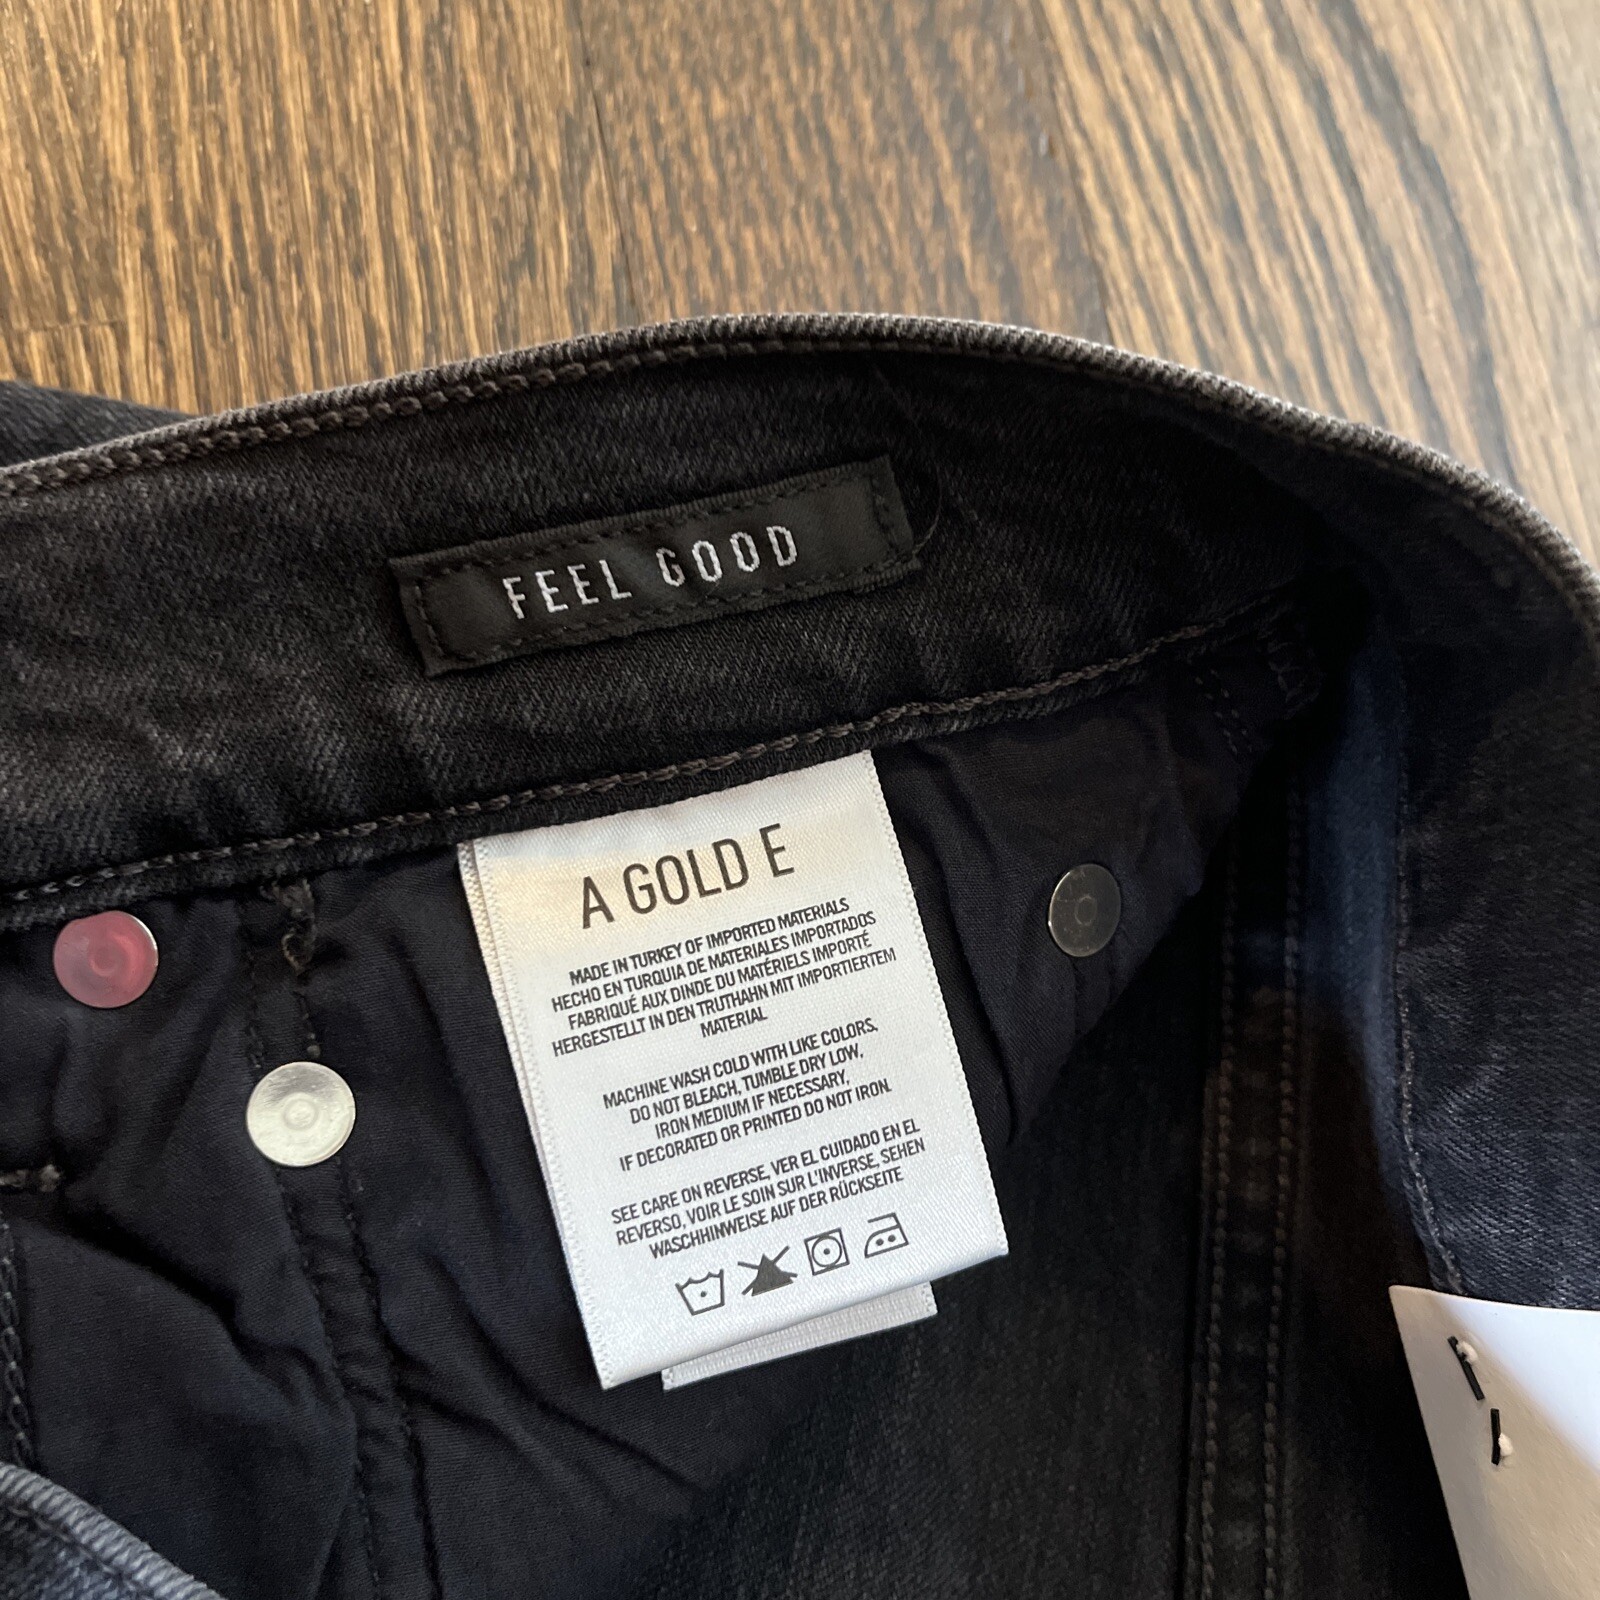 FEEL GOOD
A GOLD E
MADE IN TURKEY OF IMPORTED MATERIALS
HECHO EN TURQUIA DE MATERIALES IMPORTADOS
FABRIQUÉ AUX DINDE DU MATÉRIELS IMPORTÉ
HERGESTELLT IN DEN TRUTHAHN MIT IMPORTIERTEM
MATERIAL
MACHINE WASH COLD WITH LIKE COLORS,
DO NOT BLEACH, TUMBLE DRY LOW,
IRON MEDIUM IF NECESSARY,
IF DECORATED OR PRINTED DO NOT IRON.
SEE CARE ON REVERSE, VER EL CUIDADO EN EL
REVERSO, VOIR LE SOIN SUR L'INVERSE, SEHEN
WASCHHINWEISE AUF DER RÜCKSEITE